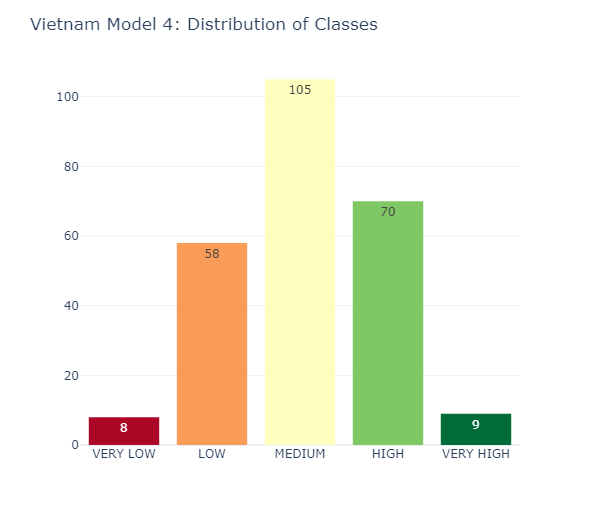 Vietnam Model 4: Distribution of Classes
100
80
60
40
20
0
105
70
58
8
9
VERY LOW
LOW
MEDIUM
HIGH
VERY HIGH